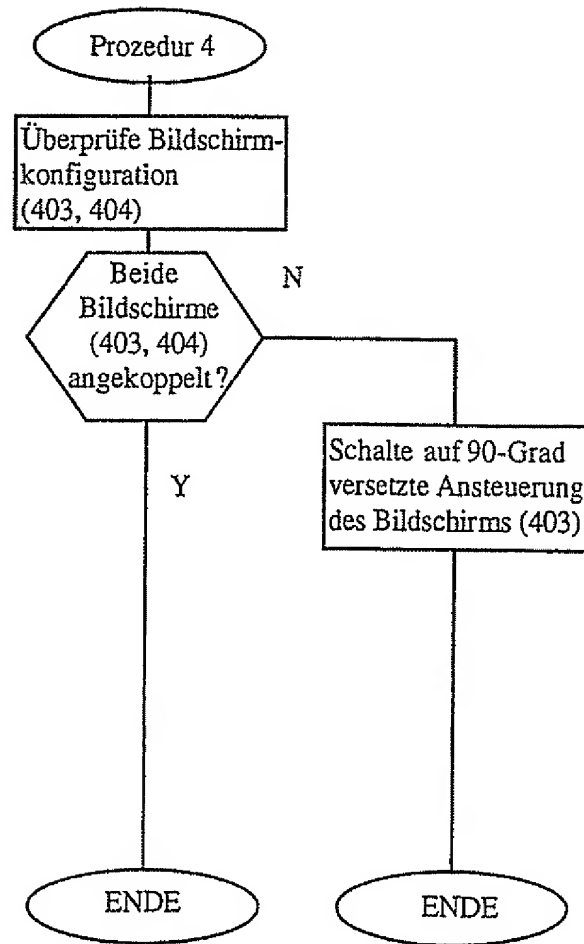 Prozedur 4
Überprüfe Bildschirm-
konfiguration
(403, 404)
Beide
Bildschirme
(403, 404)
angekoppelt?
N
Y
Schalte auf 90-Grad
versetzte Ansteuerung
des Bildschirms (403)
ENDE
ENDE